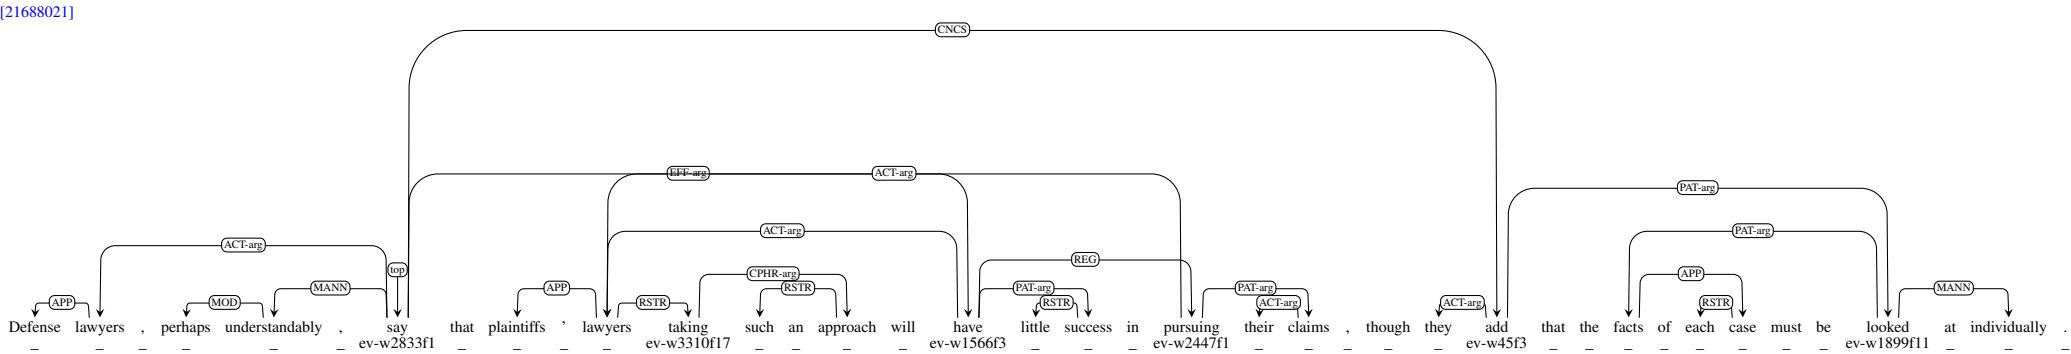 [21688021]
CNCS
EFF-arg ACT-arg
PAT-arg
ACT-arg PAT-arg
ACT-arg
REG
top CPHR-arg APP
MANN APP RSTR PAT-arg PAT-arg MANN
APP MOD RSTR RSTR ACT-arg ACT-arg RSTR
Defense lawyers , perhaps understandably , say that plaintiffs ' lawyers taking such an approach will have little success in pursuing their claims , though they add that the facts of each case must be looked at individually .
_ _ _ _ _ _ ev-w2833f1 _ _ _ _ ev-w3310f17 _ _ _ _ ev-w1566f3 _ _ _ ev-w2447f1 _ _ _ _ _ ev-w45f3 _ _ _ _ _ _ _ _ ev-w1899f11 _ _ _